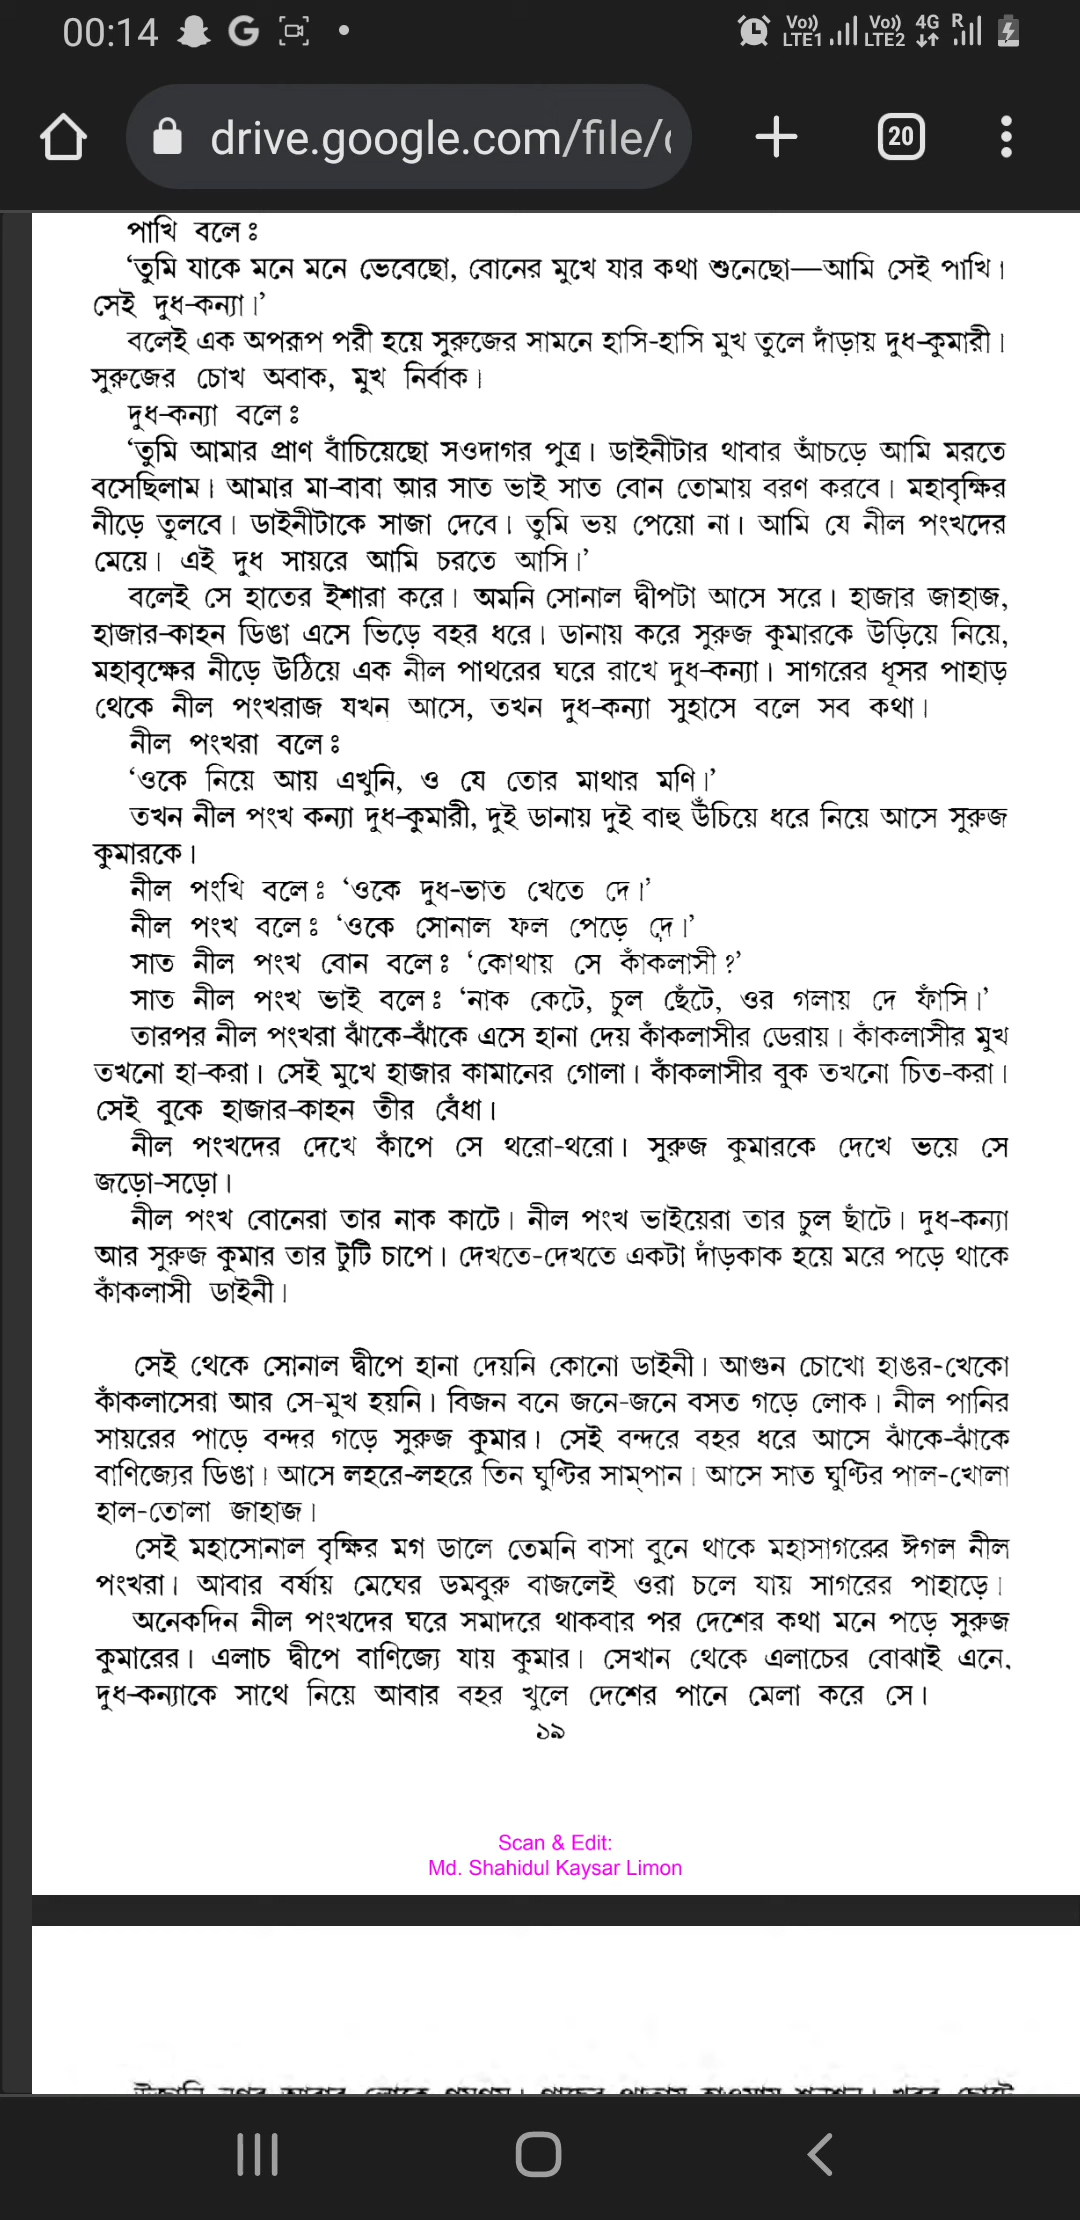 00:14
Vo)) LTE1 Vo)) LTE2 4G R
drive.google.com/file/
20
পাখি বলেঃ
‘তুমি যাকে মনে মনে ভেবেছো, বোনের মুখে যার কথা শুনেছো—আমি সেই পাখি।
সেই দুধ-কন্যা।’
বলেই এক অপরূপ পরী হয়ে সুরুজের সামনে হাসি-হাসি মুখ তুলে দাঁড়ায় দুধ-কুমারী।
সুরুজের চোখ অবাক, মুখ নির্বাক।
দুধ-কন্যা বলেঃ
‘তুমি আমার প্রাণ বাঁচিয়েছো সওদাগর পুত্র। ডাইনীটার থাবার আঁচড়ে আমি মরতে
বসেছিলাম। আমার মা-বাবা আর সাত ভাই সাত বোন তোমায় বরণ করবে। মহাবৃক্ষির
নীড়ে তুলবে। ডাইনীটাকে সাজা দেবে। তুমি ভয় পেয়ো না। আমি যে নীল পংখদের
মেয়ে। এই দুধ সায়রে আমি চরতে আসি।’
বলেই সে হাতের ইশারা করে। অমনি সোনাল দ্বীপটা আসে সরে। হাজার জাহাজ,
হাজার-কাহন ডিঙা এসে ভিড়ে বহর ধরে। ডানায় করে সুরুজ কুমারকে উড়িয়ে নিয়ে,
মহাবৃক্ষের নীড়ে উঠিয়ে এক নীল পাথরের ঘরে রাখে দুধ-কন্যা। সাগরের ধূসর পাহাড়
থেকে নীল পংখরাজ যখন আসে, তখন দুধ-কন্যা সুহাসে বলে সব কথা।
নীল পংখরা বলেঃ
‘ওকে নিয়ে আয় এখুনি, ও যে তোর মাথার মণি।’
তখন নীল পংখ কন্যা দুধ-কুমারী, দুই ডানায় দুই বাহু উঁচিয়ে ধরে নিয়ে আসে সুরুজ
কুমারকে।
নীল পংখি বলেঃ ‘ওকে দুধ-ভাত খেতে দে।’
নীল পংখ বলেঃ ‘ওকে সোনাল ফল পেড়ে দে।’
সাত নীল পংখ বোন বলেঃ ‘কোথায় সে কাঁকলাসী?’
সাত নীল পংখ ভাই বলেঃ ‘নাক কেটে, চুল ছেঁটে, ওর গলায় দে ফাঁসি।’
তারপর নীল পংখরা ঝাঁকে-ঝাঁকে এসে হানা দেয় কাঁকলাসীর ডেরায়। কাঁকলাসীর মুখ
তখনো হা-করা। সেই মুখে হাজার কামানের গোলা। কাঁকলাসীর বুক তখনো চিত-করা।
সেই বুকে হাজার-কাহন তীর বেঁধা।
নীল পংখদের দেখে কাঁপে সে থরো-থরো। সুরুজ কুমারকে দেখে ভয়ে সে
জড়ো-সড়ো।
নীল পংখ বোনেরা তার নাক কাটে। নীল পংখ ভাইয়েরা তার চুল ছাঁটে। দুধ-কন্যা
আর সুরুজ কুমার তার টুটি চাপে। দেখতে-দেখতে একটা দাঁড়কাক হয়ে মরে পড়ে থাকে
কাঁকলাসী ডাইনী।
সেই থেকে সোনাল দ্বীপে হানা দেয়নি কোনো ডাইনী। আগুন চোখো হাঙর-খেকো
কাঁকলাসেরা আর সে-মুখ হয়নি। বিজন বনে জনে-জনে বসত গড়ে লোক। নীল পানির
সায়রের পাড়ে বন্দর গড়ে সুরুজ কুমার। সেই বন্দরে বহর ধরে আসে ঝাঁকে-ঝাঁকে
বাণিজ্যের ডিঙা। আসে লহরে-লহরে তিন ঘুণ্টির সাম্পান। আসে সাত ঘুণ্টির পাল-খোলা
হাল-তোলা জাহাজ।
সেই মহাসোনাল বৃক্ষির মগ ডালে তেমনি বাসা বুনে থাকে মহাসাগরের ঈগল নীল
পংখরা। আবার বর্ষায় মেঘের ডমবুরু বাজলেই ওরা চলে যায় সাগরের পাহাড়ে।
অনেকদিন নীল পংখদের ঘরে সমাদরে থাকবার পর দেশের কথা মনে পড়ে সুরুজ
কুমারের। এলাচ দ্বীপে বাণিজ্যে যায় কুমার। সেখান থেকে এলাচের বোঝাই এনে,
দুধ-কন্যাকে সাথে নিয়ে আবার বহর খুলে দেশের পানে মেলা করে সে।
১৯
Scan & Edit:
Md. Shahidul Kaysar Limon